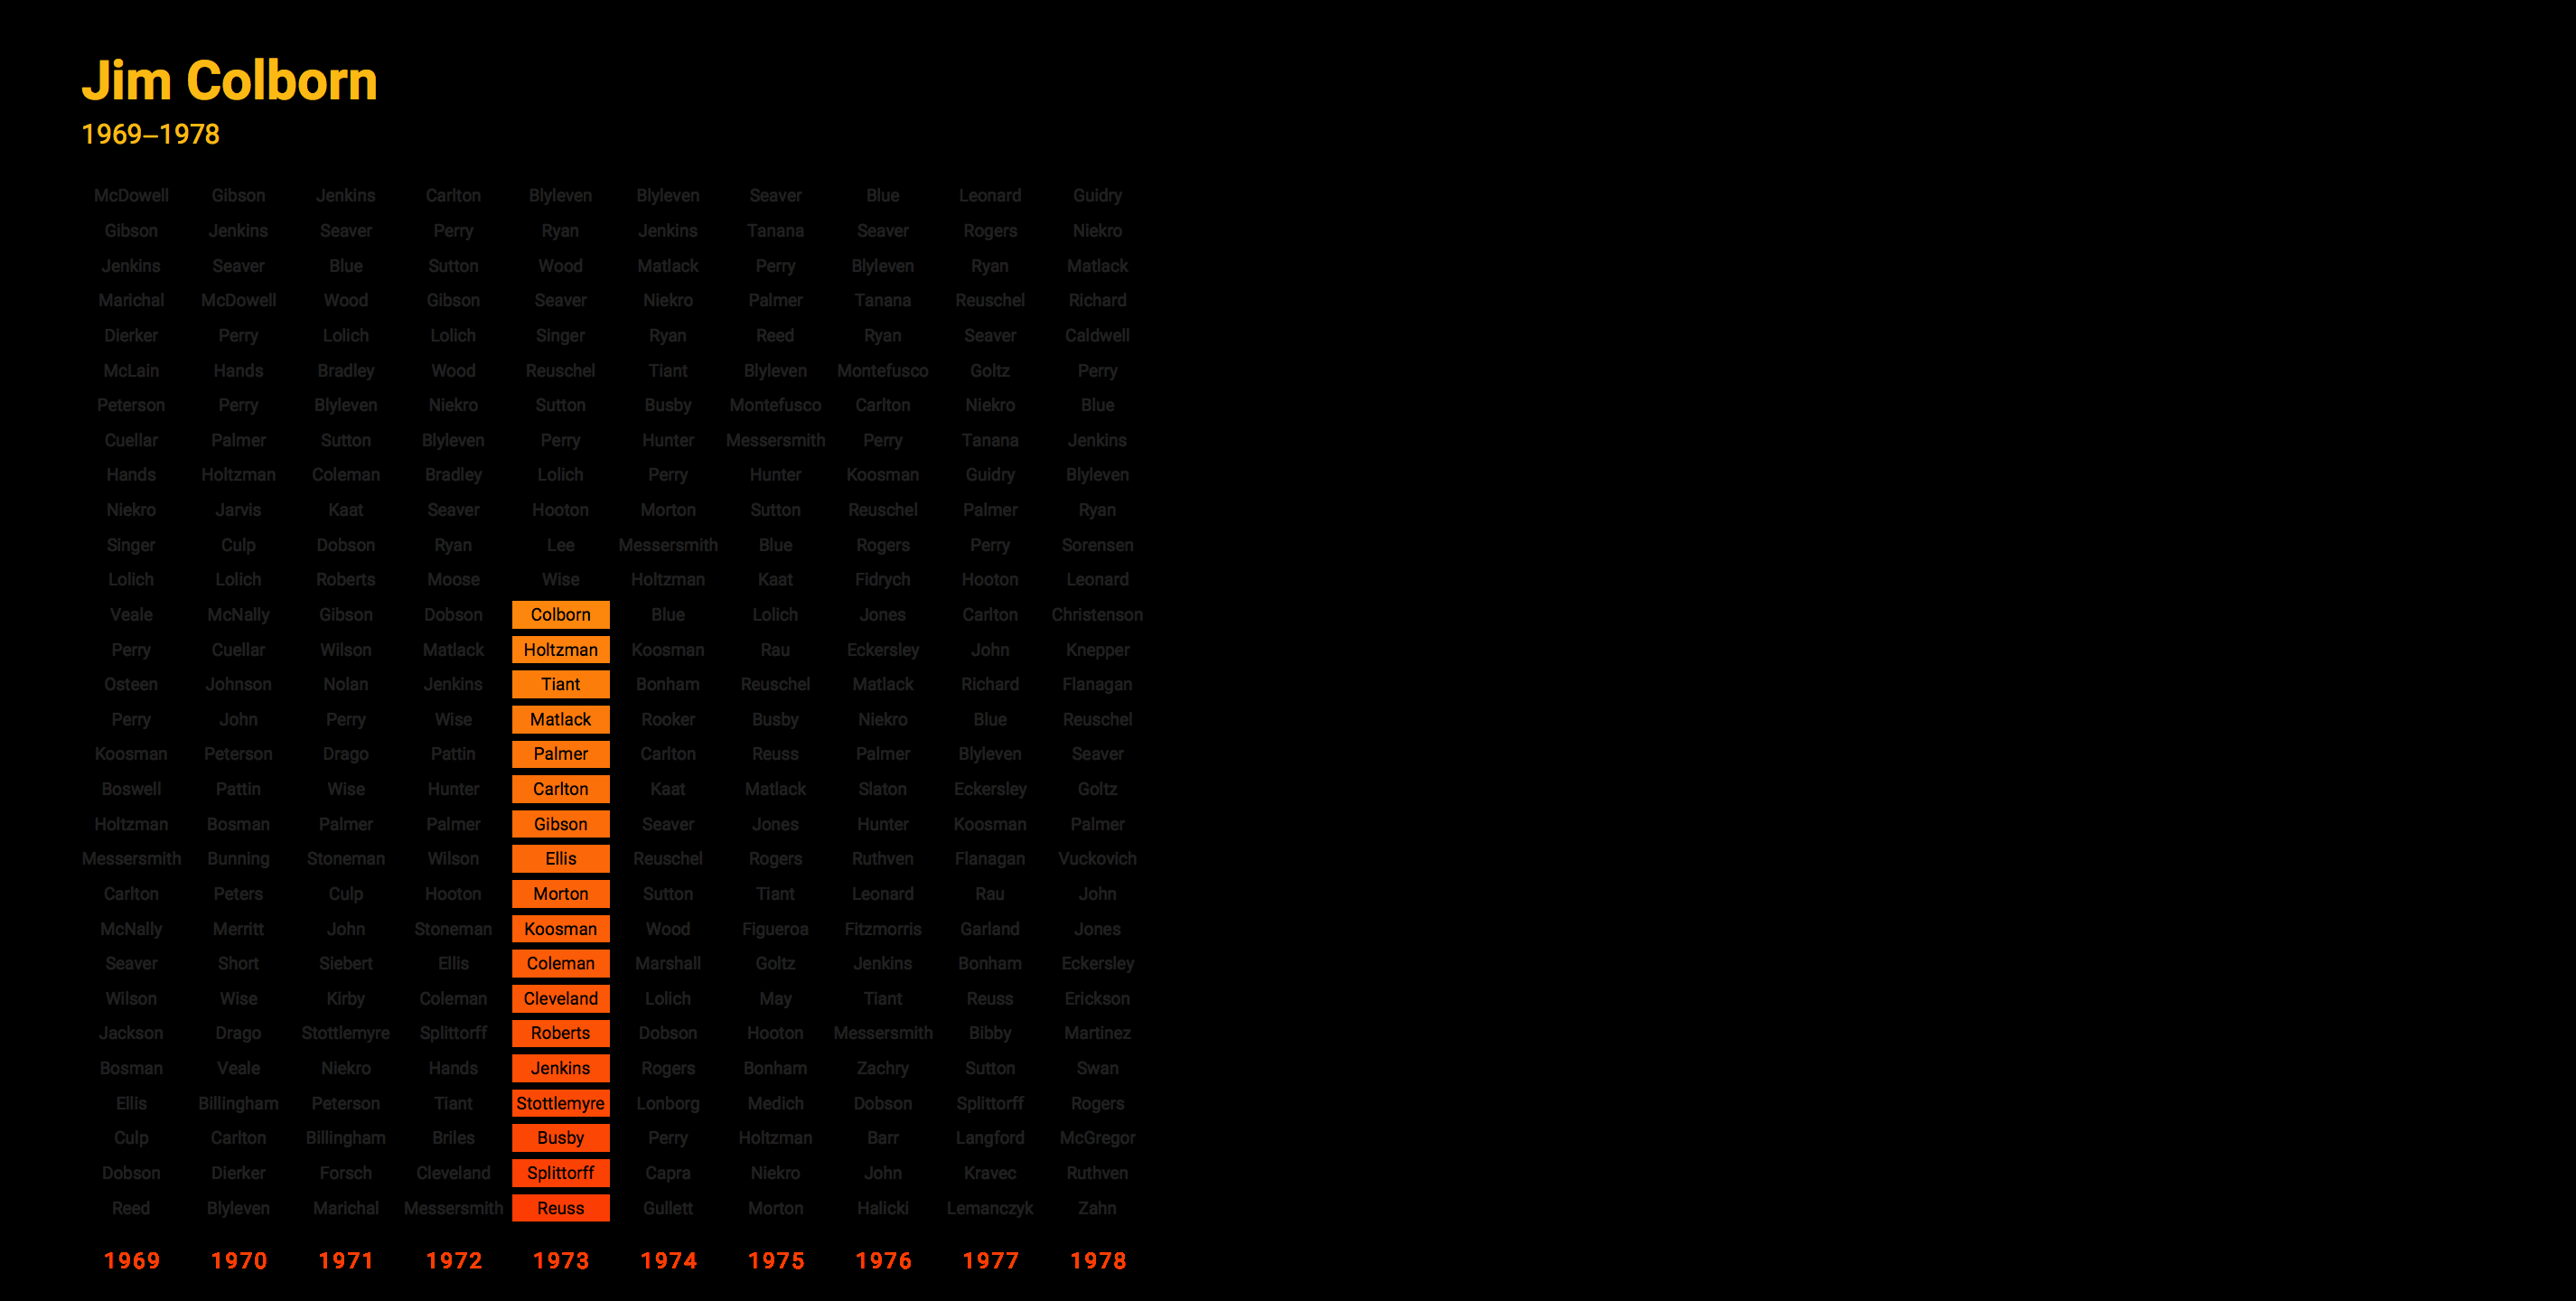 Jim Colborn
1969–1978
McDowell Gibson Jenkins Carlton Blyleven Blyleven Seaver Blue Leonard Guidry
Gibson Jenkins Seaver Perry Ryan Jenkins Tanana Seaver Rogers Niekro
Jenkins Seaver Blue Sutton Wood Matlack Perry Blyleven Ryan Matlack
Marichal McDowell Wood Gibson Seaver Niekro Palmer Tanana Reuschel Richard
Dierker Perry Lolich Lolich Singer Ryan Reed Ryan Seaver Caldwell
McLain Hands Bradley Wood Reuschel Tiant Blyleven Montefusco Goltz Perry
Peterson Perry Blyleven Niekro Sutton Busby Montefusco Carlton Niekro Blue
Cuellar Palmer Sutton Blyleven Perry Hunter Messersmith Perry Tanana Jenkins
Hands Holtzman Coleman Bradley Lolich Perry Hunter Koosman Guidry Blyleven
Niekro Jarvis Kaat Seaver Hooton Morton Sutton Reuschel Palmer Ryan
Singer Culp Dobson Ryan Lee Messersmith Blue Rogers Perry Sorensen
Lolich Lolich Roberts Moose Wise Holtzman Kaat Fidrych Hooton Leonard
Veale McNally Gibson Dobson Colborn Blue Lolich Jones Carlton Christenson
Perry Cuellar Wilson Matlack Holtzman Koosman Rau Eckersley John Knepper
Osteen Johnson Nolan Jenkins Tiant Bonham Reuschel Matlack Richard Flanagan
Perry John Perry Wise Matlack Rooker Busby Niekro Blue Reuschel
Koosman Peterson Drago Pattin Palmer Carlton Reuss Palmer Blyleven Seaver
Boswell Pattin Wise Hunter Carlton Kaat Matlack Slaton Eckersley Goltz
Holtzman Bosman Palmer Palmer Gibson Seaver Jones Hunter Koosman Palmer
Messersmith Bunning Stoneman Wilson Ellis Reuschel Rogers Ruthven Flanagan Vuckovich
Carlton Peters Culp Hooton Morton Sutton Tiant Leonard Rau John
McNally Merritt John Stoneman Koosman Wood Figueroa Fitzmorris Garland Jones
Seaver Short Siebert Ellis Coleman Marshall Goltz Jenkins Bonham Eckersley
Wilson Wise Kirby Coleman Cleveland Lolich May Tiant Reuss Erickson
Jackson Drago Stottlemyre Splittorff Roberts Dobson Hooton Messersmith Bibby Martinez
Bosman Veale Niekro Hands Jenkins Rogers Bonham Zachry Sutton Swan
Ellis Billingham Peterson Tiant Stottlemyre Lonborg Medich Dobson Splittorff Rogers
Culp Carlton Billingham Briles Busby Perry Holtzman Barr Langford McGregor
Dobson Dierker Forsch Cleveland Splittorff Capra Niekro John Kravec Ruthven
Reed Blyleven Marichal Messersmith Reuss Gullett Morton Halicki Lemanczyk Zahn
1969 1970 1971 1972 1973 1974 1975 1976 1977 1978